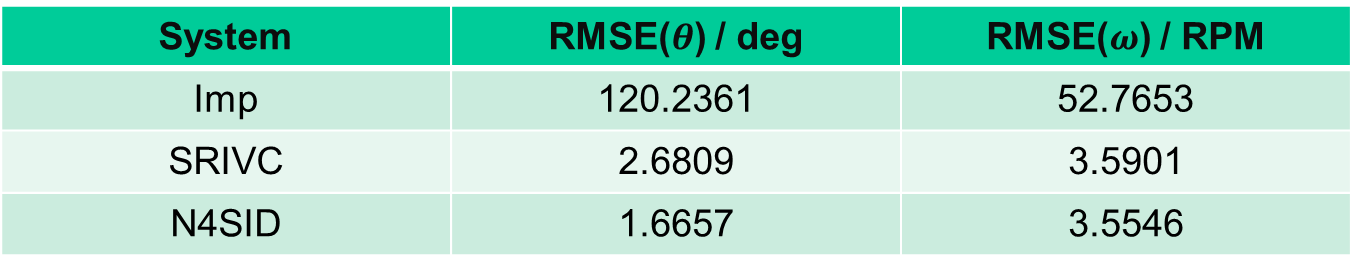 System RMSE(θ) / deg RMSE(ω) / RPM
Imp 120.2361 52.7653
SRIVC 2.6809 3.5901
N4SID 1.6657 3.5546